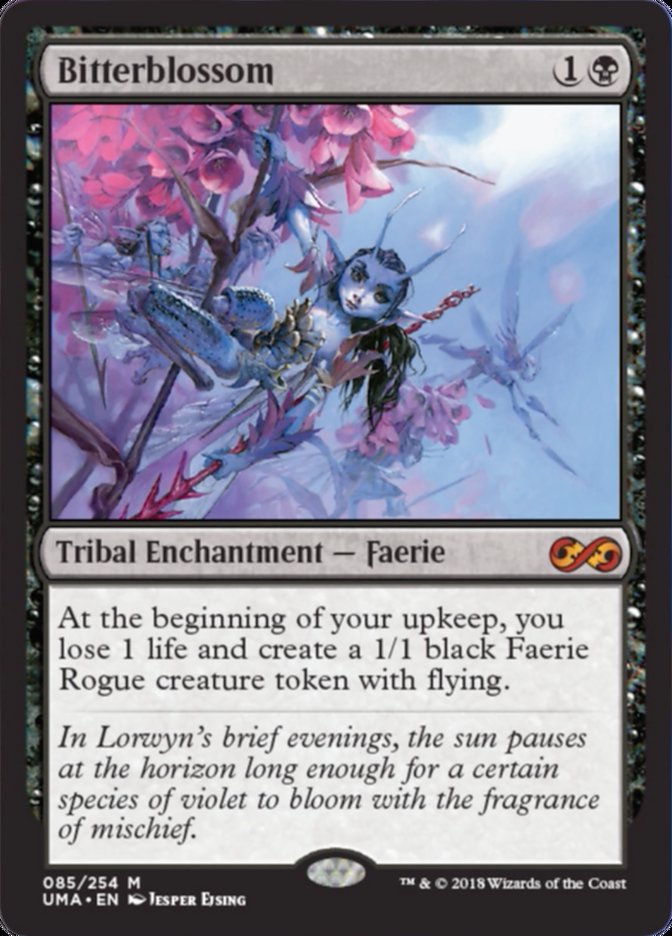 Bitterblossom 1
Tribal Enchantment — Faerie
At the beginning of your upkeep, you
lose 1 life and create a 1/1 black Faerie
Rogue creature token with flying.
In Lorwyn's brief evenings, the sun pauses
at the horizon long enough for a certain
species of violet to bloom with the fragrance
of mischief.
085/254 M
™ & © 2018 Wizards of the Coast
UMA • EN Jesper Ejsing